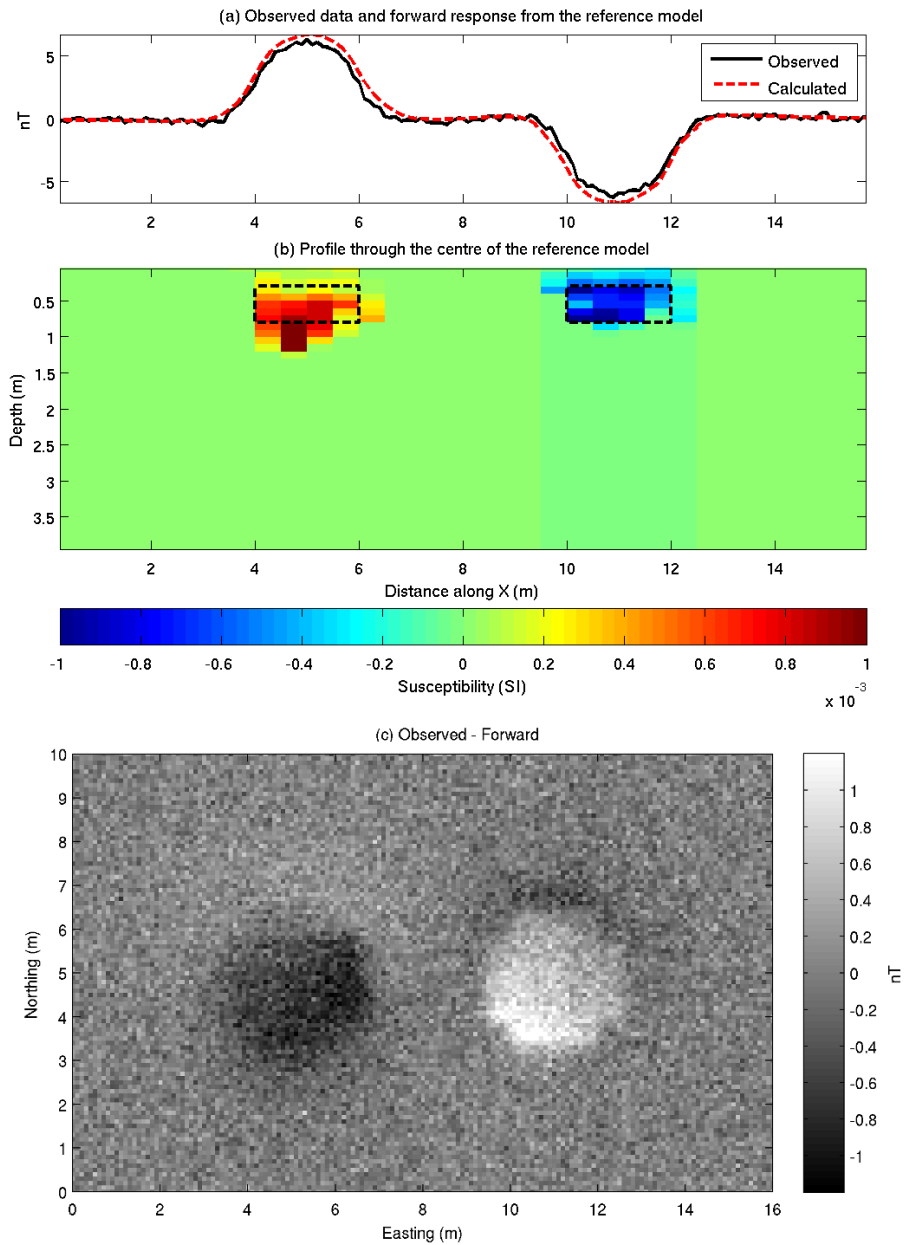 (a) Observed data and forward response from the reference model
5
0
-5
nT
Observed
Calculated
2 4 6 8 10 12 14
(b) Profile through the centre of the reference model
0.5
1
1.5
2
2.5
3
3.5
Depth (m)
2 4 6 8 10 12 14
Distance along X (m)
-1 -0.8 -0.6 -0.4 -0.2 0 0.2 0.4 0.6 0.8 1
Susceptibility (SI)
x 10-3
(c) Observed - Forward
10
9
8
7
6
5
4
3
2
1
0
Northing (m)
0 2 4 6 8 10 12 14 16
Easting (m)
1
0.8
0.6
0.4
0.2
0
-0.2
-0.4
-0.6
-0.8
-1
nT